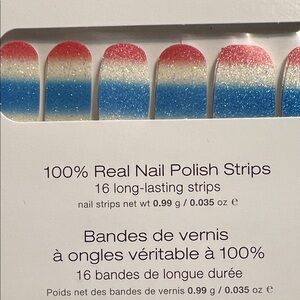 100% Real Nail Polish Strips
16 long-lasting strips
nail strips net wt 0.99 g / 0.035 oz ℮
Bandes de vernis
à ongles véritable à 100%
16 bandes de longue durée
Poids net des bandes de vernis 0.99 g / 0.035 oz ℮